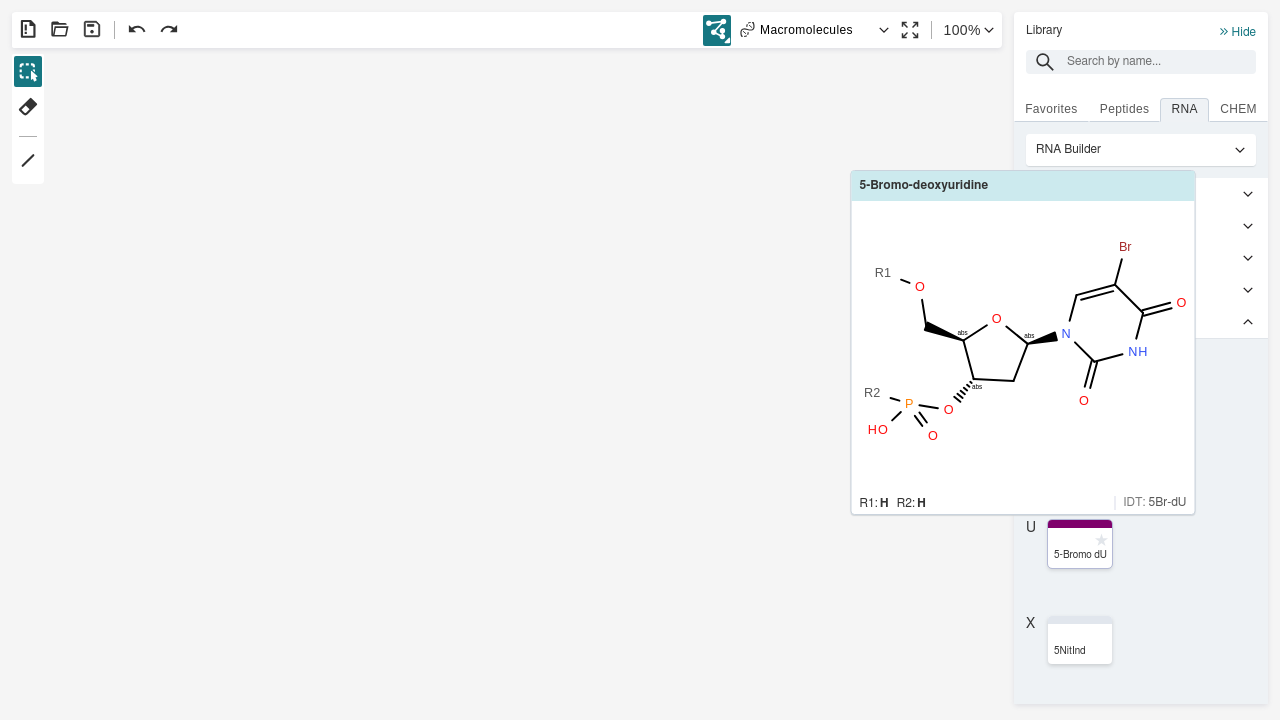 Macromolecules
100%
Library
Hide
Search by name...
Favorites
Peptides
RNA
CHEM
RNA Builder
5-Bromo-deoxyuridine
Br
R1
O
O
O
abs
abs
N
NH
abs
R2
P
O
O
HO
O
R1: H R2: H
IDT: 5Br-dU
U
5-Bromo dU
X
5NitInd